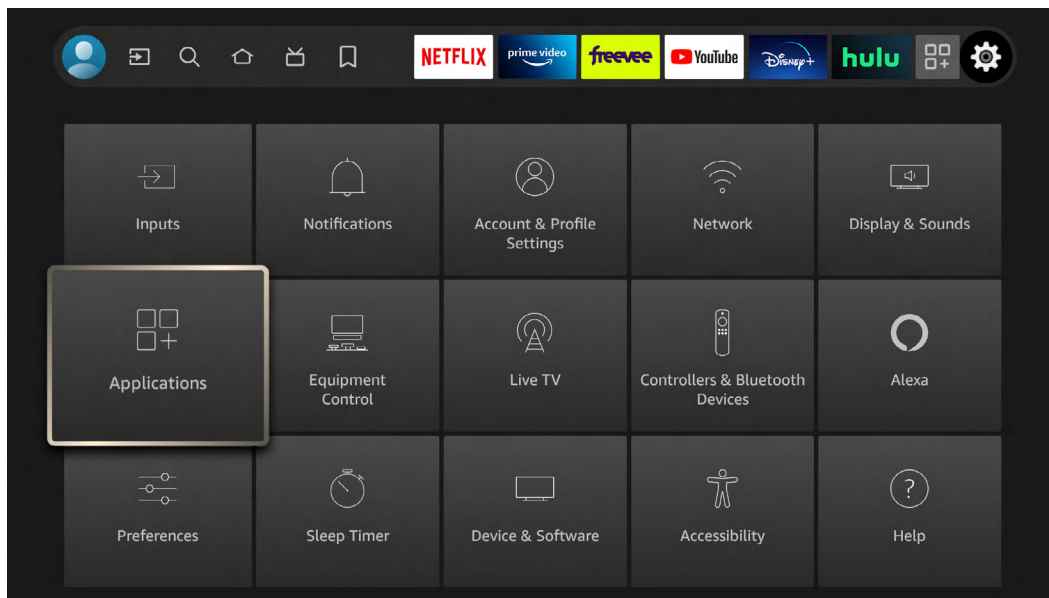 NETFLIX prime video freevee YouTube Disney+ hulu
Inputs Notifications Account & Profile Network Display & Sounds
Settings
Applications Equipment Live TV Controllers & Bluetooth Alexa
Control Devices
Preferences Sleep Timer Device & Software Accessibility ? Help